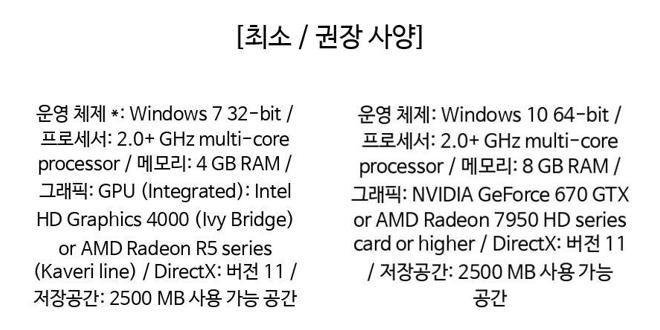 [최소 / 권장 사양]
운영 체제 *: Windows 7 32-bit /
프로세서: 2.0+ GHz multi-core
processor / 메모리: 4 GB RAM /
그래픽: GPU (Integrated): Intel
HD Graphics 4000 (Ivy Bridge)
or AMD Radeon R5 series
(Kaveri line) / DirectX: 버전 11 /
저장공간: 2500 MB 사용 가능 공간
운영 체제: Windows 10 64-bit /
프로세서: 2.0+ GHz multi-core
processor / 메모리: 8 GB RAM /
그래픽: NVIDIA GeForce 670 GTX
or AMD Radeon 7950 HD series
card or higher / DirectX: 버전 11
/ 저장공간: 2500 MB 사용 가능
공간